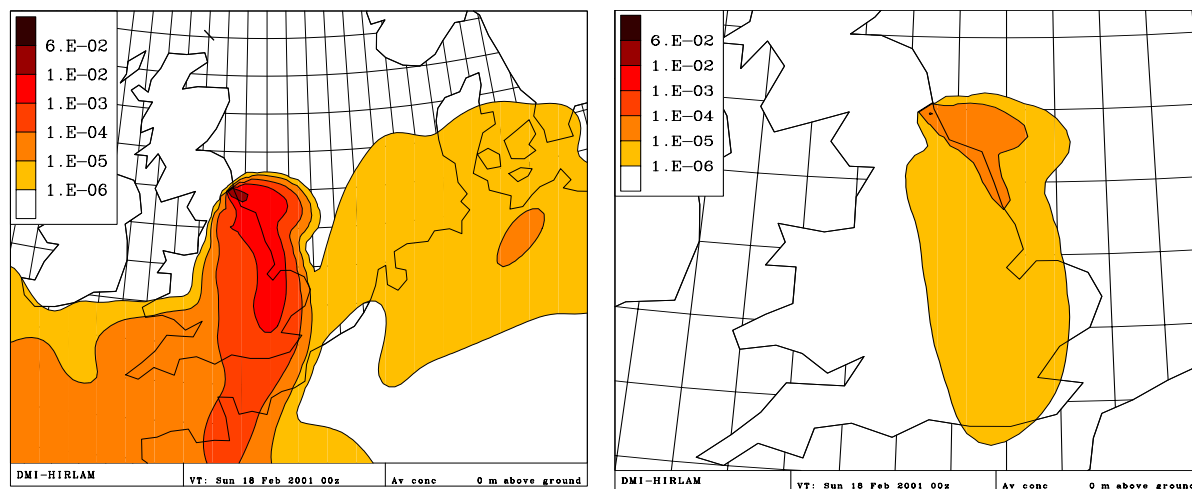 6.E-02
1.E-02
1.E-03
1.E-04
1.E-05
1.E-06
DMI-HIRLAM
VT: Sun 18 Feb 2001 00z
Av conc 0 m above ground
6.E-02
1.E-02
1.E-03
1.E-04
1.E-05
1.E-06
DMI-HIRLAM
VT: Sun 18 Feb 2001 00z
Av conc 0 m above ground